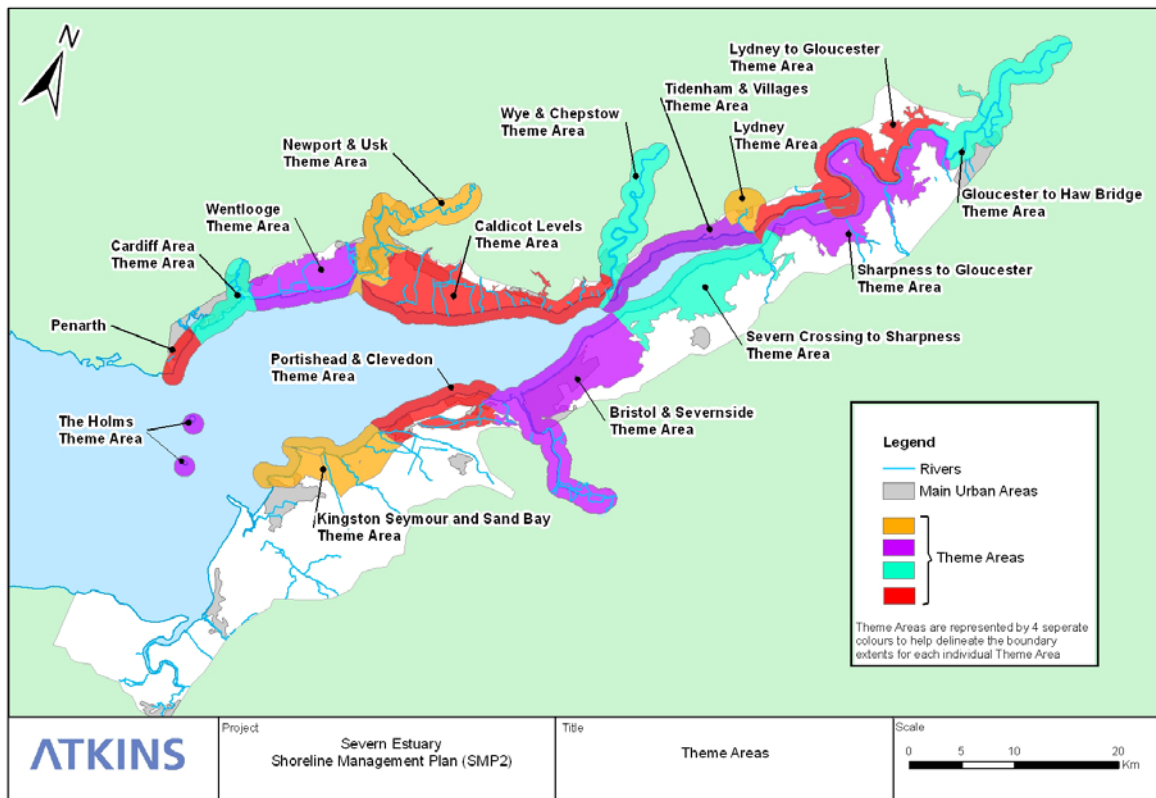 N
Lydney to Gloucester
Theme Area
Tidenham & Villages
Theme Area
Wye & Chepstow
Theme Area
Lydney
Theme Area
Newport & Usk
Theme Area
Wentlooge
Theme Area
Caldicot Levels
Theme Area
Gloucester to Haw Bridge
Theme Area
Cardiff Area
Theme Area
Sharpness to Gloucester
Theme Area
Penarth
Severn Crossing to Sharpness
Theme Area
Portishead & Clevedon
Theme Area
Bristol & Severnside
Theme Area
The Holms
Theme Area
Kingston Seymour and Sand Bay
Theme Area
Legend
Rivers
Main Urban Areas
Theme Areas
Theme Areas are represented by 4 seperate
colours to help delineate the boundary
extents for each individual Theme Area
ATKINS
Project
Severn Estuary
Shoreline Management Plan (SMP2)
Title
Theme Areas
Scale
0 5 10 20
Km